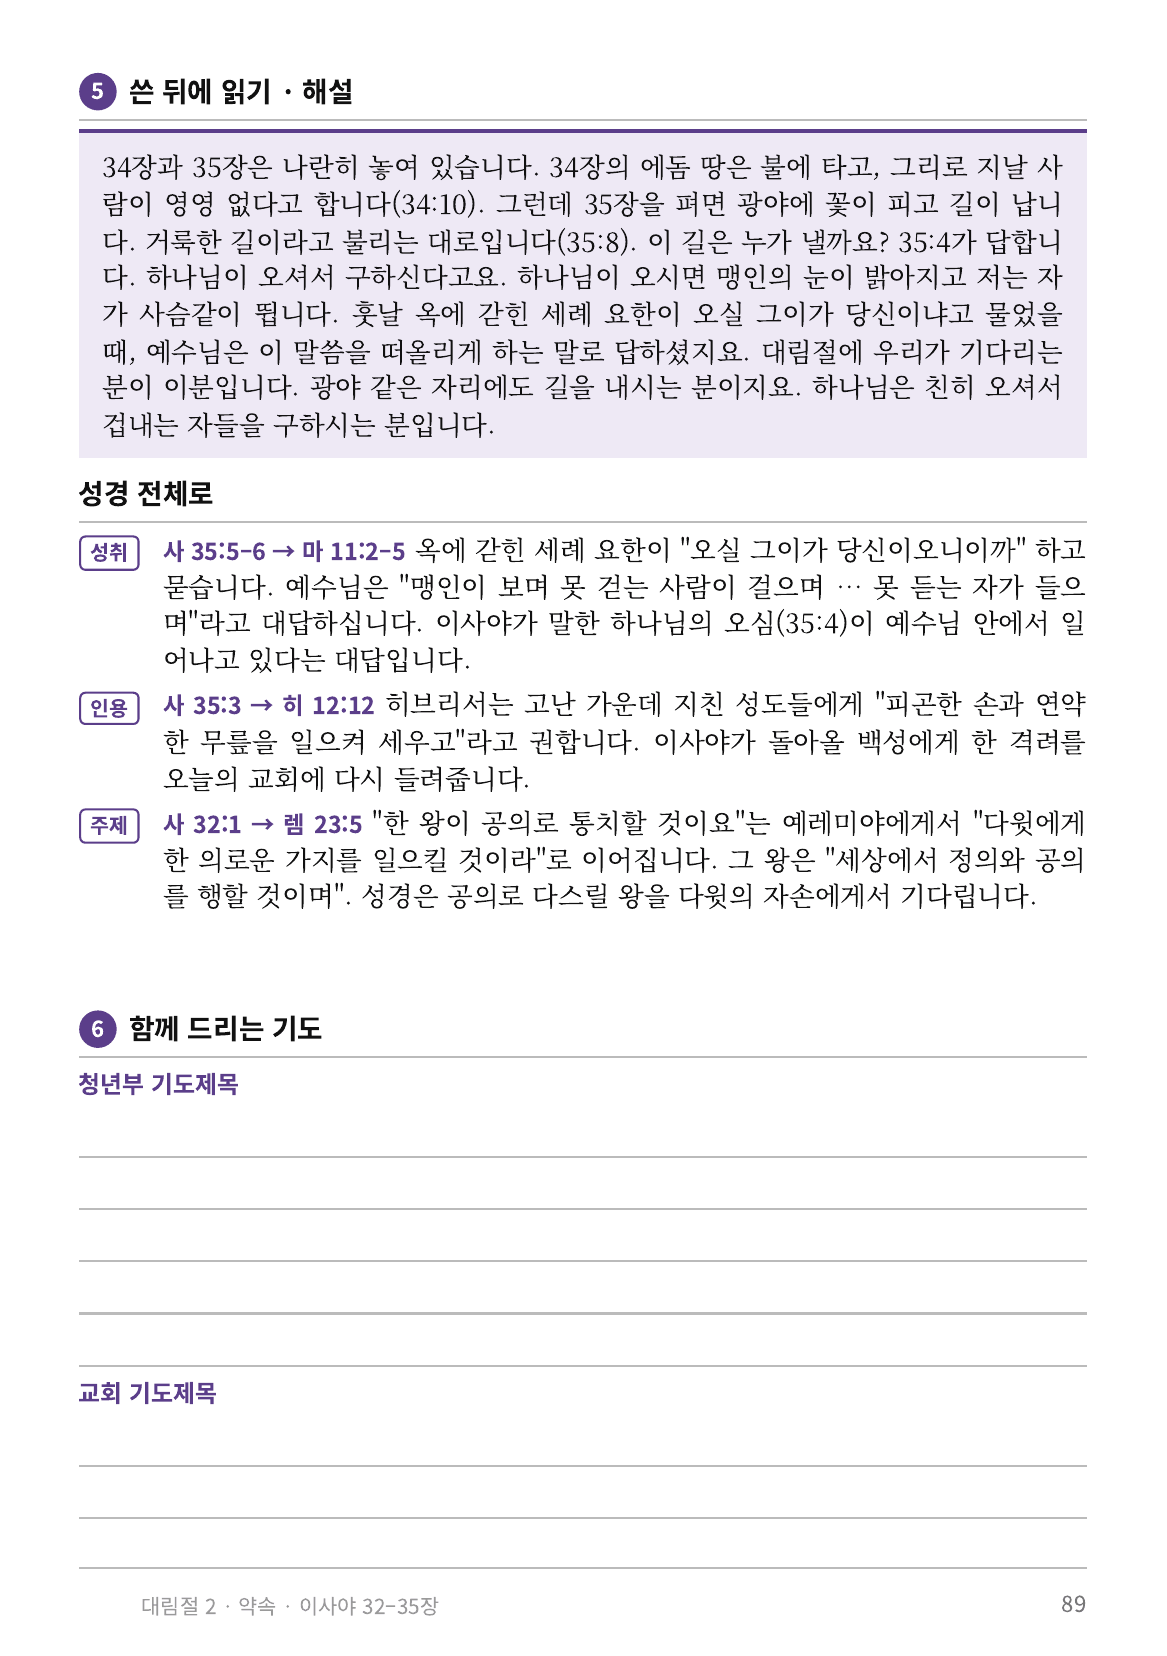 5 쓴 뒤에 읽기 · 해설
34장과 35장은 나란히 놓여 있습니다. 34장의 에돔 땅은 불에 타고, 그리로 지날 사
람이 영영 없다고 합니다(34:10). 그런데 35장을 펴면 광야에 꽃이 피고 길이 납니
다. 거룩한 길이라고 불리는 대로입니다(35:8). 이 길은 누가 낼까요? 35:4가 답합니
다. 하나님이 오셔서 구하신다고요. 하나님이 오시면 맹인의 눈이 밝아지고 저는 자
가 사슴같이 뜁니다. 훗날 옥에 갇힌 세례 요한이 오실 그이가 당신이냐고 물었을
때, 예수님은 이 말씀을 떠올리게 하는 말로 답하셨지요. 대림절에 우리가 기다리는
분이 이분입니다. 광야 같은 자리에도 길을 내시는 분이지요. 하나님은 친히 오셔서
겁내는 자들을 구하시는 분입니다.
성경 전체로
성취 사 35:5–6 → 마 11:2–5 옥에 갇힌 세례 요한이 "오실 그이가 당신이오니이까" 하고
묻습니다. 예수님은 "맹인이 보며 못 걷는 사람이 걸으며 … 못 듣는 자가 들으
며"라고 대답하십니다. 이사야가 말한 하나님의 오심(35:4)이 예수님 안에서 일
어나고 있다는 대답입니다.
인용 사 35:3 → 히 12:12 히브리서는 고난 가운데 지친 성도들에게 "피곤한 손과 연약
한 무릎을 일으켜 세우고"라고 권합니다. 이사야가 돌아올 백성에게 한 격려를
오늘의 교회에 다시 들려줍니다.
주제 사 32:1 → 렘 23:5 "한 왕이 공의로 통치할 것이요"는 예레미야에게서 "다윗에게
한 의로운 가지를 일으킬 것이라"로 이어집니다. 그 왕은 "세상에서 정의와 공의
를 행할 것이며". 성경은 공의로 다스릴 왕을 다윗의 자손에게서 기다립니다.
6 함께 드리는 기도
청년부 기도제목
교회 기도제목
대림절 2 · 약속 · 이사야 32–35장
89